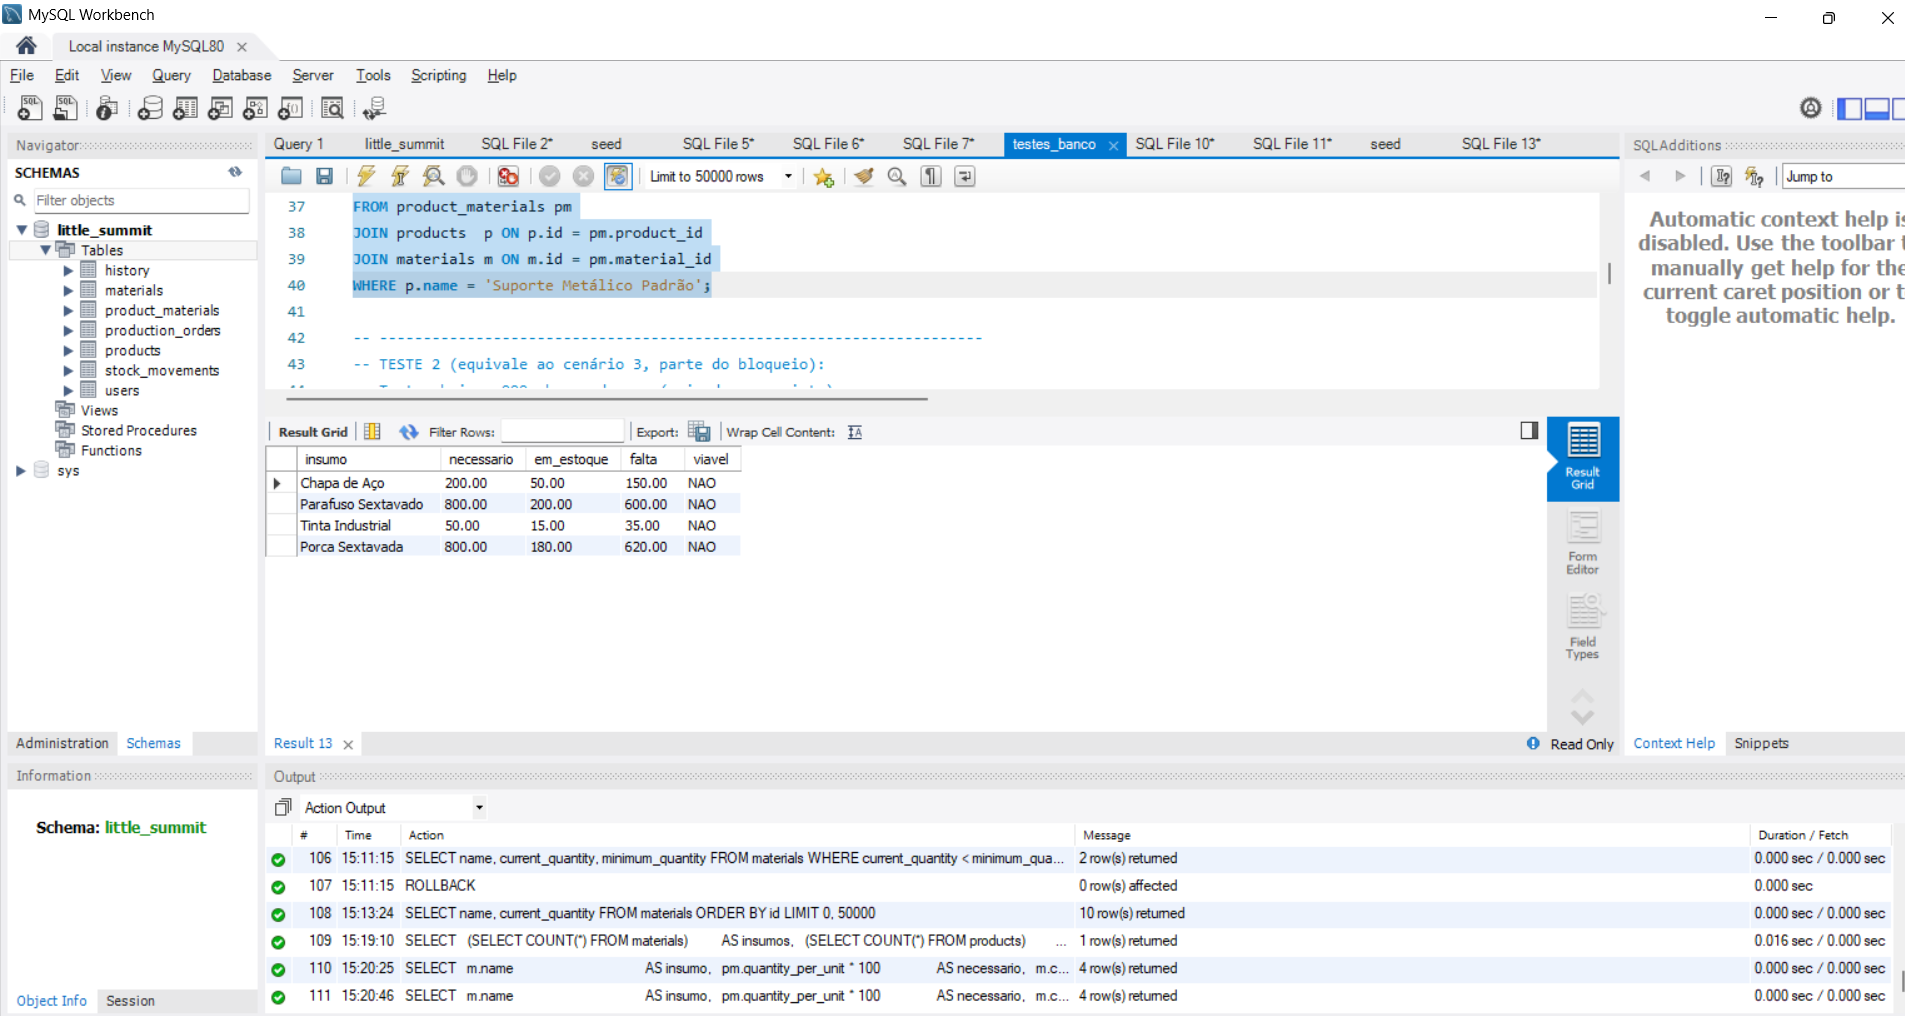 MySQL Workbench
Local instance MySQL80
File Edit View Query Database Server Tools Scripting Help
Navigator
SCHEMAS
Filter objects
little_summit
Tables
history
materials
product_materials
production_orders
products
stock_movements
users
Views
Stored Procedures
Functions
sys
Administration Schemas
Information
Schema: little_summit
Object Info Session
Query 1 little_summit SQL File 2* seed SQL File 5* SQL File 6* SQL File 7* testes_banco SQL File 10* SQL File 11* seed SQL File 13*
Limit to 50000 rows
37 FROM product_materials pm
38 JOIN products  p ON p.id = pm.product_id
39 JOIN materials m ON m.id = pm.material_id
40 WHERE p.name = 'Suporte Metálico Padrão';
41
42 -- -------------------------------------------------------------------
43 -- TESTE 2 (equivale ao cenário 3, parte do bloqueio):
Result Grid Filter Rows: Export: Wrap Cell Content:
insumo necessario em_estoque falta viavel
Chapa de Aço 200.00 50.00 150.00 NAO
Parafuso Sextavado 800.00 200.00 600.00 NAO
Tinta Industrial 50.00 15.00 35.00 NAO
Porca Sextavada 800.00 180.00 620.00 NAO
Result Grid
Form Editor
Field Types
Result 13
Read Only
SQLAdditions
Jump to
Automatic context help is
disabled. Use the toolbar t
manually get help for the
current caret position or t
toggle automatic help.
Context Help Snippets
Output
Action Output
# Time Action Message Duration / Fetch
106 15:11:15 SELECT name, current_quantity, minimum_quantity FROM materials WHERE current_quantity < minimum_qua... 2 row(s) returned 0.000 sec / 0.000 sec
107 15:11:15 ROLLBACK 0 row(s) affected 0.000 sec
108 15:13:24 SELECT name, current_quantity FROM materials ORDER BY id LIMIT 0, 50000 10 row(s) returned 0.000 sec / 0.000 sec
109 15:19:10 SELECT (SELECT COUNT(*) FROM materials) AS insumos, (SELECT COUNT(*) FROM products) ... 1 row(s) returned 0.016 sec / 0.000 sec
110 15:20:25 SELECT m.name AS insumo, pm.quantity_per_unit * 100 AS necessario, m.c... 4 row(s) returned 0.000 sec / 0.000 sec
111 15:20:46 SELECT m.name AS insumo, pm.quantity_per_unit * 100 AS necessario, m.c... 4 row(s) returned 0.000 sec / 0.000 sec